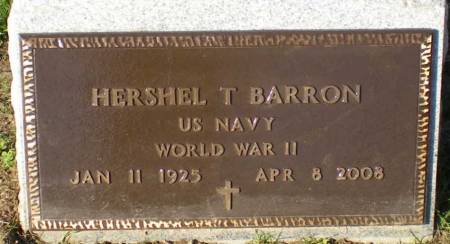 HERSHEL T BARRON
US NAVY
WORLD WAR II
JAN 11 1925 APR 8 2008